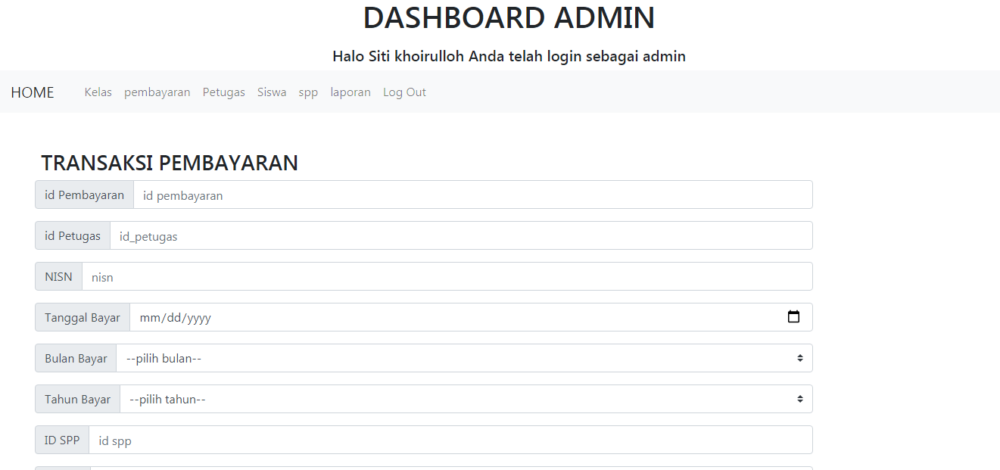 DASHBOARD ADMIN
Halo Siti khoirulloh Anda telah login sebagai admin
HOME Kelas pembayaran Petugas Siswa spp laporan Log Out
TRANSAKSI PEMBAYARAN
id Pembayaran id pembayaran
id Petugas id_petugas
NISN nisn
Tanggal Bayar mm/dd/yyyy
Bulan Bayar --pilih bulan--
Tahun Bayar --pilih tahun--
ID SPP id spp